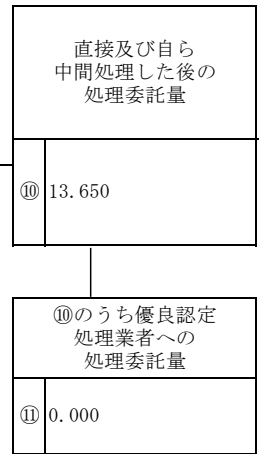 直接及び自ら
中間処理した後の
処理委託量
⑩ 13.650
⑩のうち優良認定
処理業者への
処理委託量
⑪ 0.000